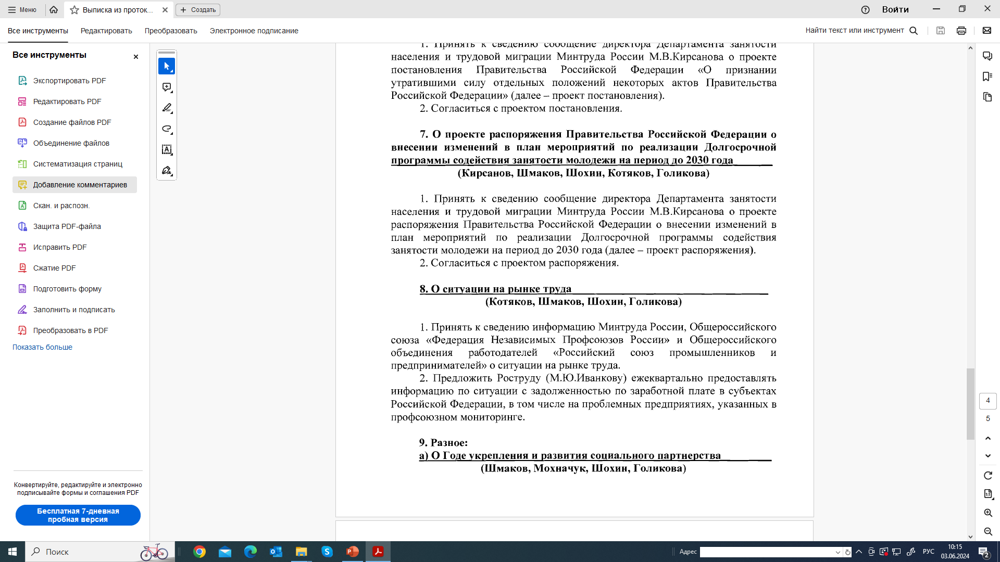 Меню
Выписка из проток...
Создать
Войти
Все инструменты
Редактировать
Преобразовать
Электронное подписание
Найти текст или инструмент
Все инструменты
Экспортировать PDF
Редактировать PDF
Создание файлов PDF
Объединение файлов
Систематизация страниц
Добавление комментариев
Скан. и распозн.
Защита PDF-файла
Исправить PDF
Сжатие PDF
Подготовить форму
Заполнить и подписать
Преобразовать в PDF
Показать больше
Конвертируйте, редактируйте и электронно
подписывайте формы и соглашения PDF
Бесплатная 7-дневная
пробная версия
1. Принять к сведению сообщение директора Департамента занятости
населения и трудовой миграции Минтруда России М.В.Кирсанова о проекте
постановления Правительства Российской Федерации «О признании
утратившими силу отдельных положений некоторых актов Правительства
Российской Федерации» (далее – проект постановления).
2. Согласиться с проектом постановления.
7. О проекте распоряжения Правительства Российской Федерации о
внесении изменений в план мероприятий по реализации Долгосрочной
программы содействия занятости молодежи на период до 2030 года
(Кирсанов, Шмаков, Шохин, Котяков, Голикова)
1. Принять к сведению сообщение директора Департамента занятости
населения и трудовой миграции Минтруда России М.В.Кирсанова о проекте
распоряжения Правительства Российской Федерации о внесении изменений в
план мероприятий по реализации Долгосрочной программы содействия
занятости молодежи на период до 2030 года (далее – проект распоряжения).
2. Согласиться с проектом распоряжения.
8. О ситуации на рынке труда
(Котяков, Шмаков, Шохин, Голикова)
1. Принять к сведению информацию Минтруда России, Общероссийского
союза «Федерация Независимых Профсоюзов России» и Общероссийского
объединения работодателей «Российский союз промышленников и
предпринимателей» о ситуации на рынке труда.
2. Предложить Роструду (М.Ю.Иванкову) ежеквартально предоставлять
информацию по ситуации с задолженностью по заработной плате в субъектах
Российской Федерации, в том числе на проблемных предприятиях, указанных в
профсоюзном мониторинге.
9. Разное:
а) О Годе укрепления и развития социального партнерства
(Шмаков, Мохначук, Шохин, Голикова)
4
5
Поиск
Адрес
РУС
10:15
03.06.2024
2